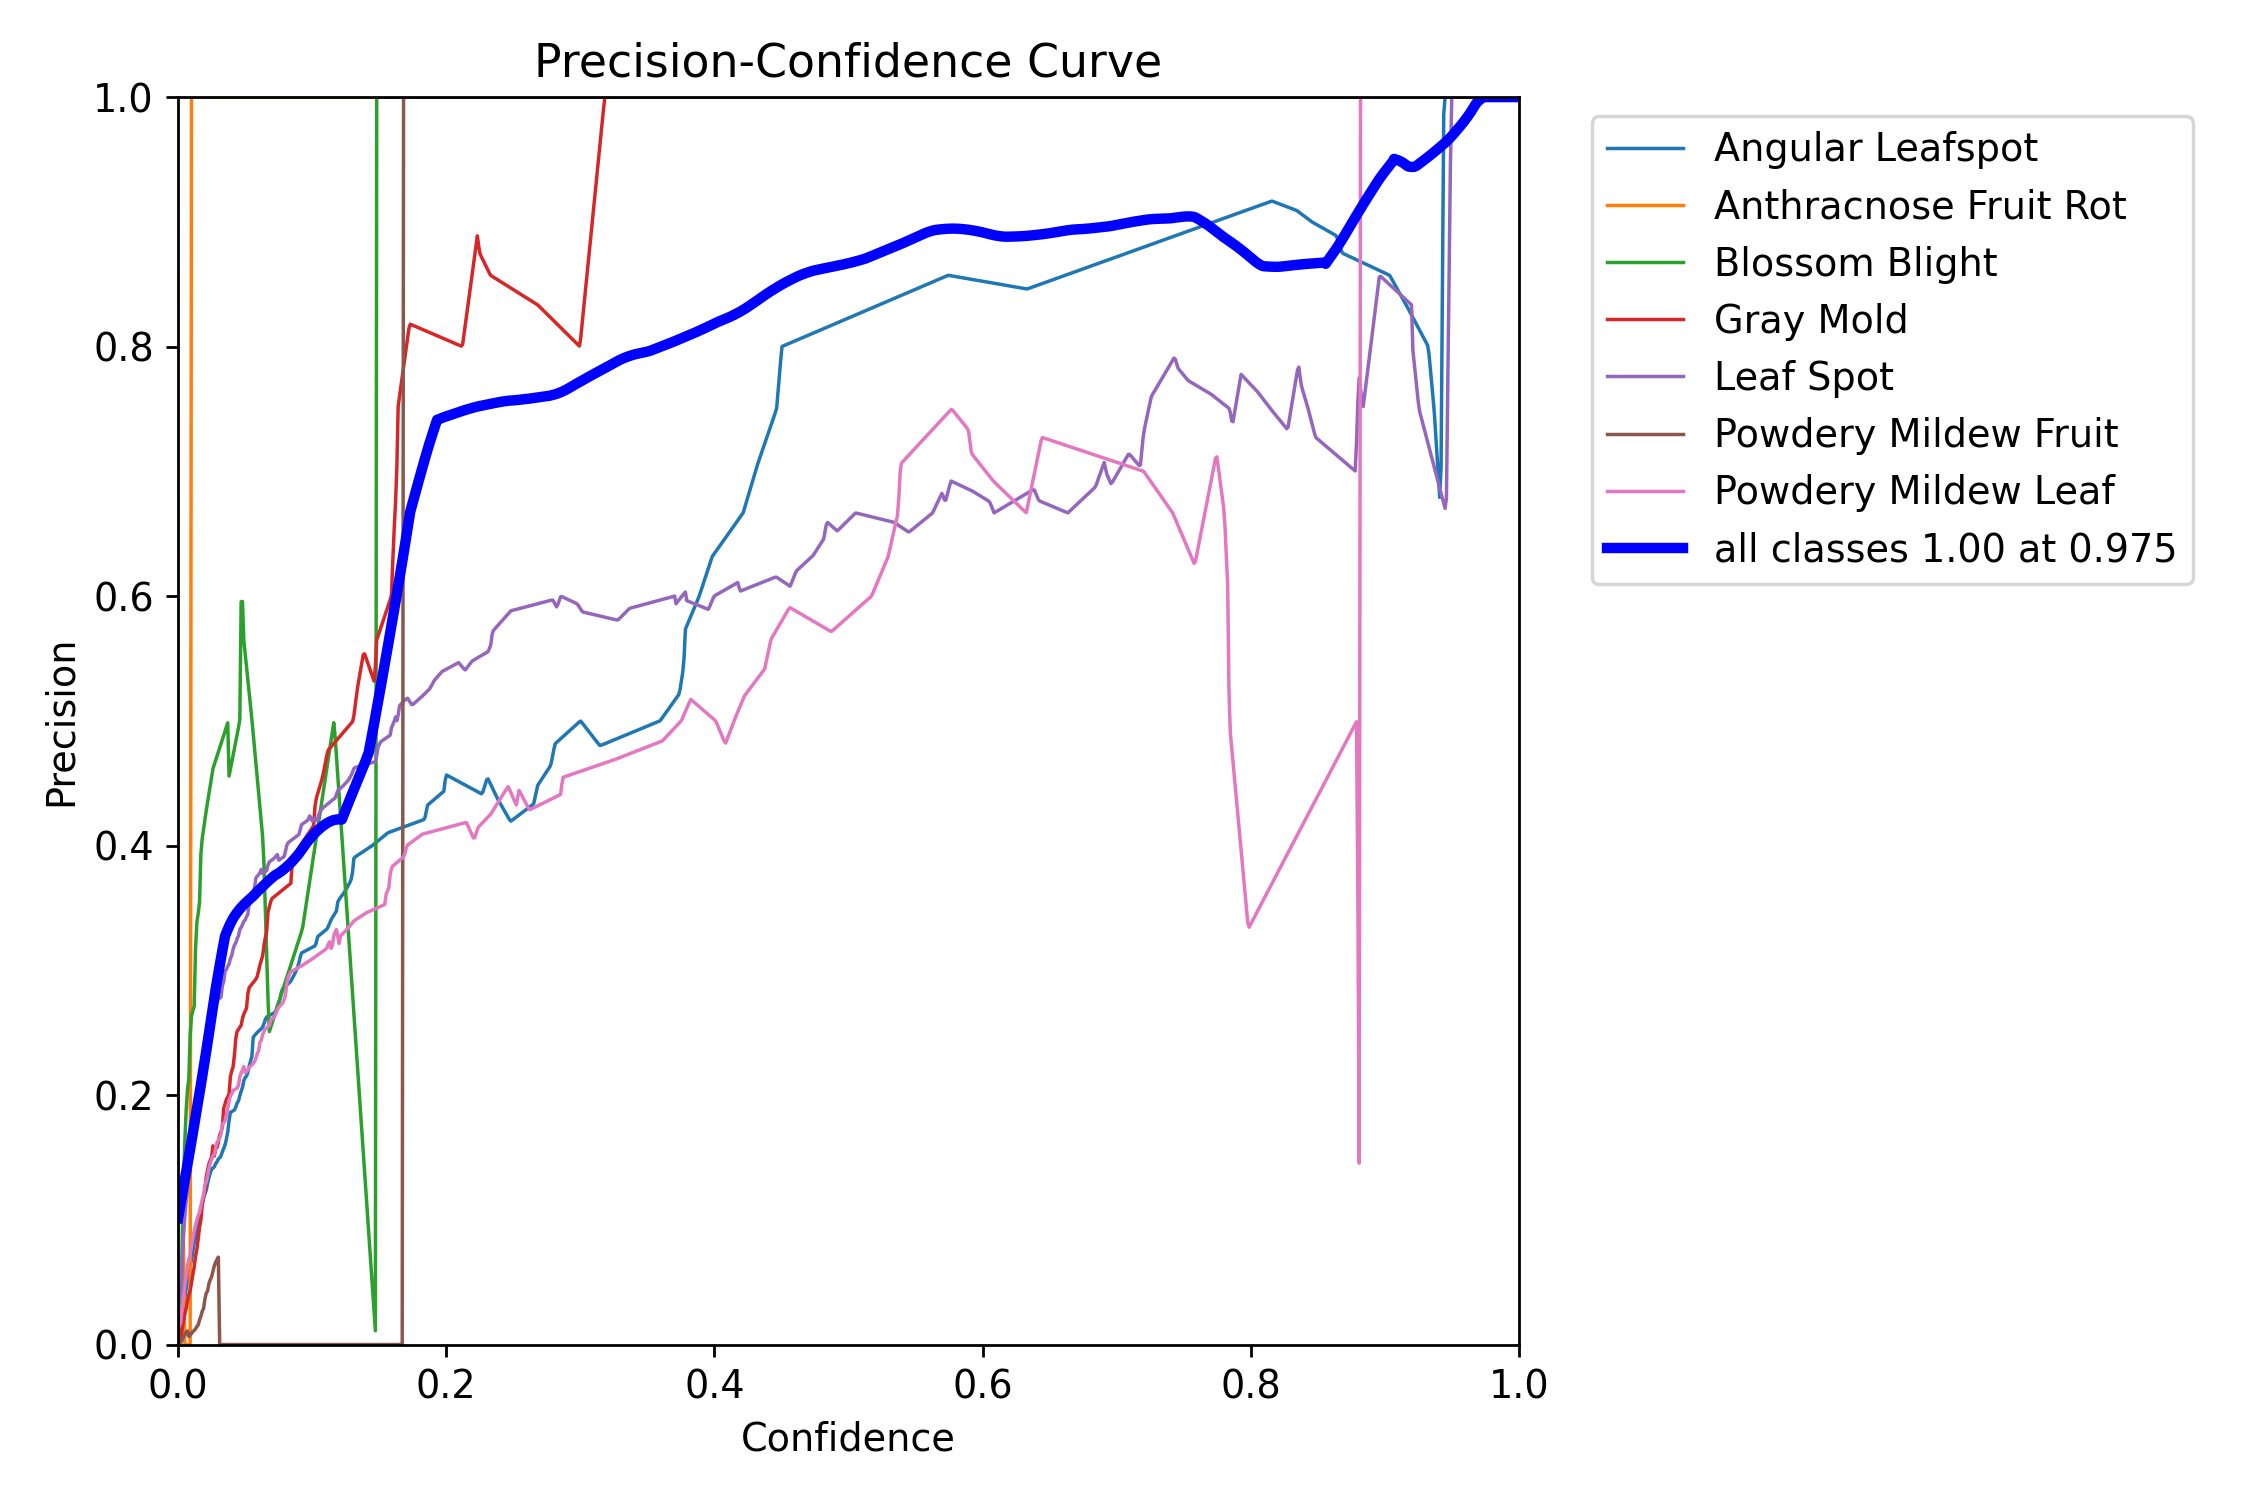 Precision-Confidence Curve
1.0
0.8
0.6
0.4
0.2
0.0
Precision
0.0 0.2 0.4 0.6 0.8 1.0
Confidence
Angular Leafspot
Anthracnose Fruit Rot
Blossom Blight
Gray Mold
Leaf Spot
Powdery Mildew Fruit
Powdery Mildew Leaf
all classes 1.00 at 0.975